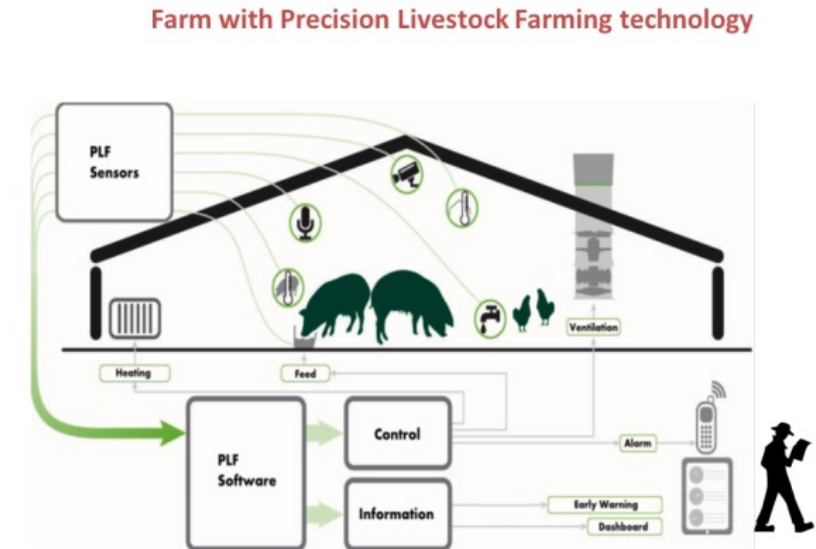 Farm with Precision Livestock Farming technology
PLF
Sensors
Ventilation
Heating
Feed
Control
Alarm
PLF
Software
Information
Early Warning
Dashboard